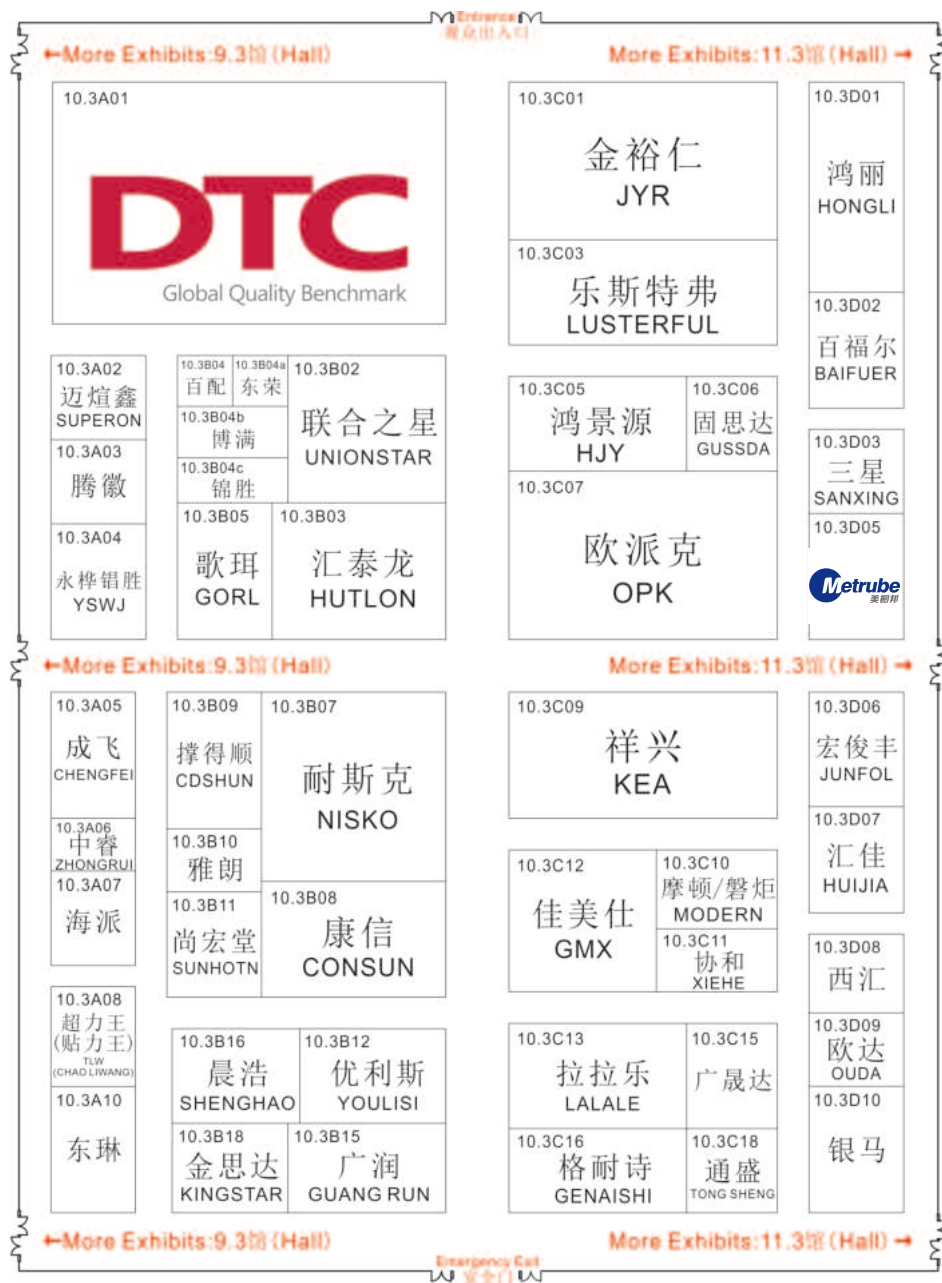 Entrance
观众出入口
←More Exhibits:9.3馆(Hall)
More Exhibits:11.3馆(Hall)→
10.3A01
DTC
Global Quality Benchmark
10.3C01
金裕仁
JYR
10.3C03
乐斯特弗
LUSTERFUL
10.3D01
鸿丽
HONGLI
10.3D02
百福尔
BAIFUER
10.3A02
迈煊鑫
SUPERON
10.3A03
腾徽
10.3A04
永桦锠胜
YSWJ
10.3B04
百配
10.3B04a
东荣
10.3B04b
博满
10.3B04c
锦胜
10.3B02
联合之星
UNIONSTAR
10.3B05
歌珥
GORL
10.3B03
汇泰龙
HUTLON
10.3C05
鸿景源
HJY
10.3C06
固思达
GUSSDA
10.3C07
欧派克
OPK
10.3D03
三星
SANXING
10.3D05
Metrube
美厨邦
←More Exhibits:9.3馆(Hall)
More Exhibits:11.3馆(Hall)→
10.3A05
成飞
CHENGFEI
10.3A06
中睿
ZHONGRUI
10.3A07
海派
10.3B09
撑得顺
CDSHUN
10.3B10
雅朗
10.3B11
尚宏堂
SUNHOTN
10.3B07
耐斯克
NISKO
10.3B08
康信
CONSUN
10.3C09
祥兴
KEA
10.3C12
佳美仕
GMX
10.3C10
摩顿/磐炬
MODERN
10.3C11
协和
XIEHE
10.3D06
宏俊丰
JUNFOL
10.3D07
汇佳
HUIJIA
10.3D08
西汇
10.3D09
欧达
OUDA
10.3D10
银马
10.3A08
超力王
(贴力王)
TLW
(CHAO LIWANG)
10.3A10
东琳
10.3B16
晨浩
SHENGHAO
10.3B12
优利斯
YOULISI
10.3B18
金思达
KINGSTAR
10.3B15
广润
GUANG RUN
10.3C13
拉拉乐
LALALE
10.3C15
广晟达
10.3C16
格耐诗
GENAISHI
10.3C18
通盛
TONG SHENG
←More Exhibits:9.3馆(Hall)
More Exhibits:11.3馆(Hall)→
Emergency Exit
安全门